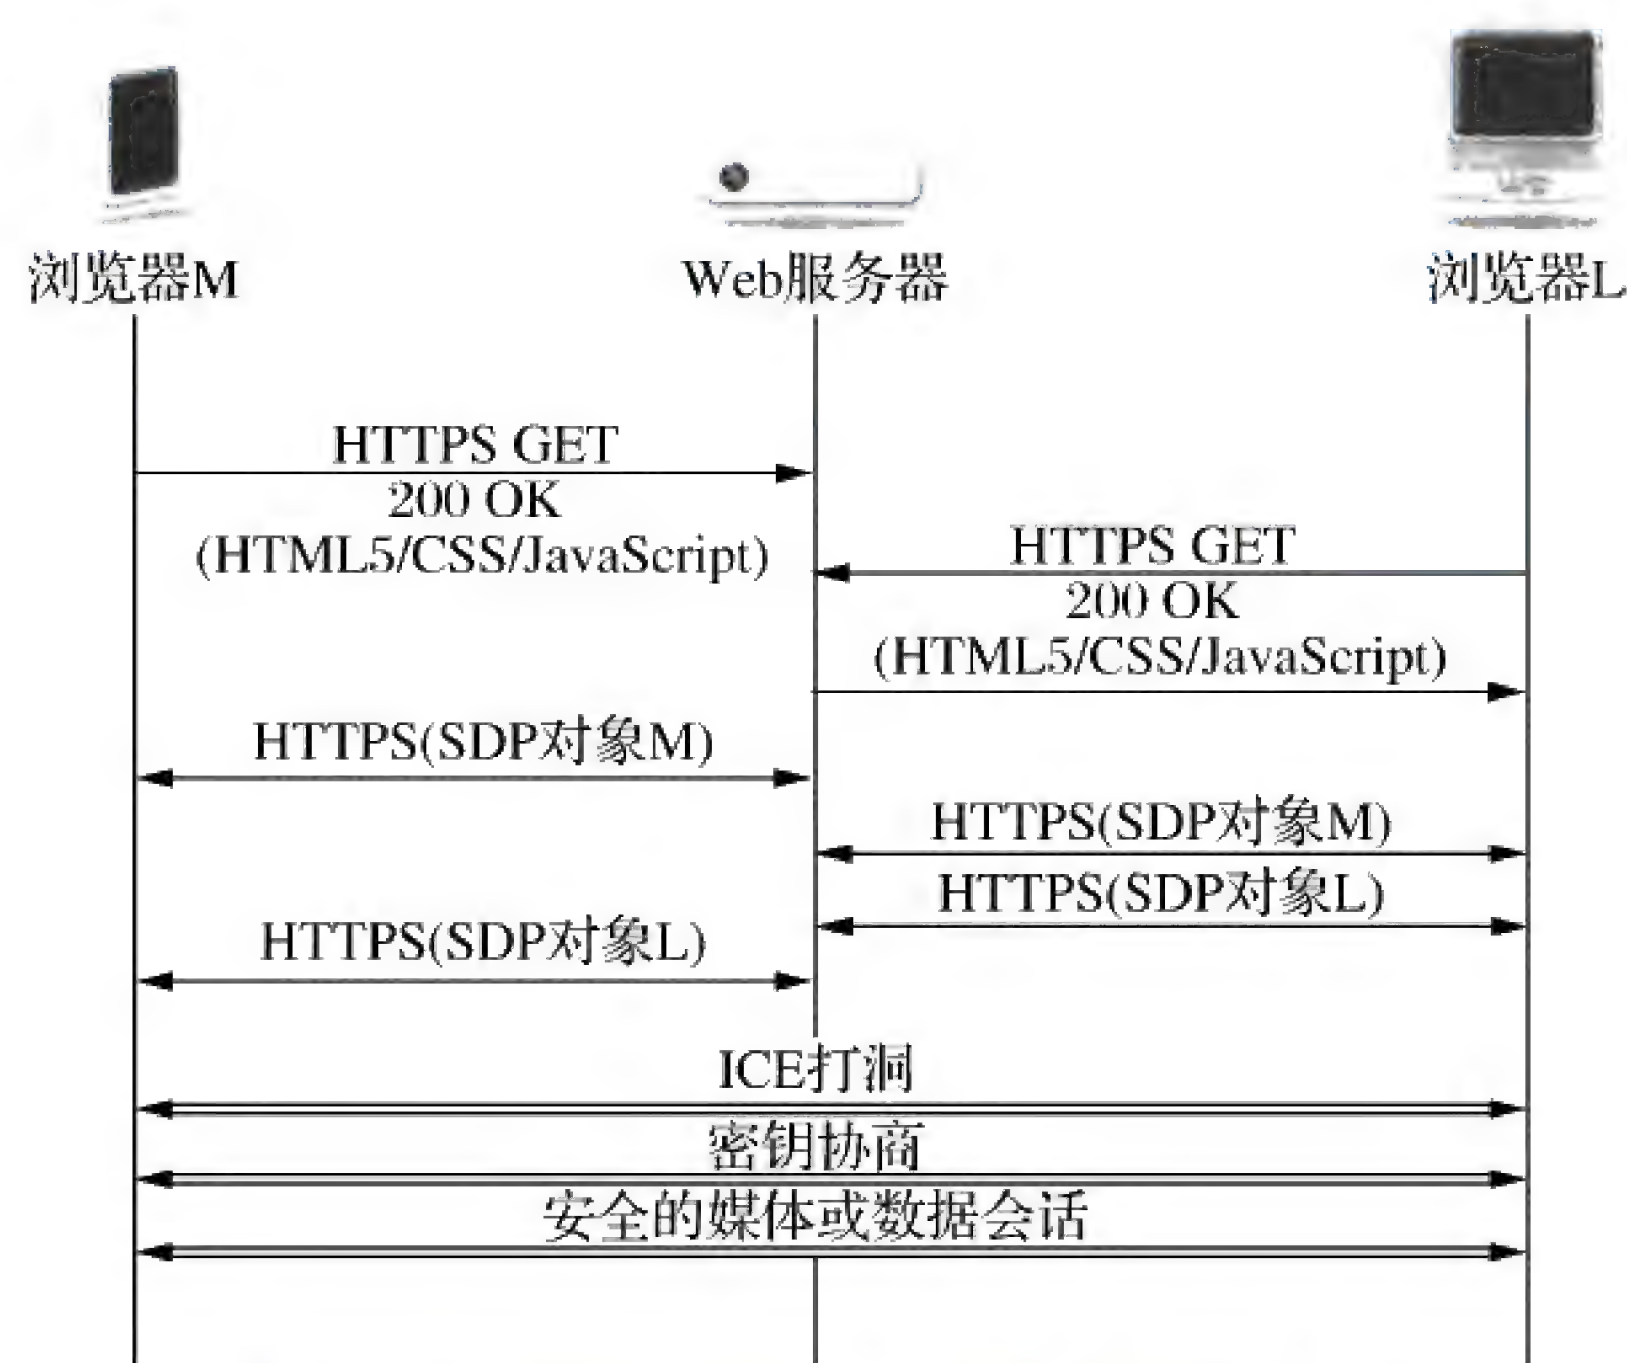 浏览器M
Web服务器
浏览器L
HTTPS GET
200 OK
(HTML5/CSS/JavaScript)
HTTPS GET
200 OK
(HTML5/CSS/JavaScript)
HTTPS(SDP对象M)
HTTPS(SDP对象M)
HTTPS(SDP对象L)
HTTPS(SDP对象L)
ICE打洞
密钥协商
安全的媒体或数据会话